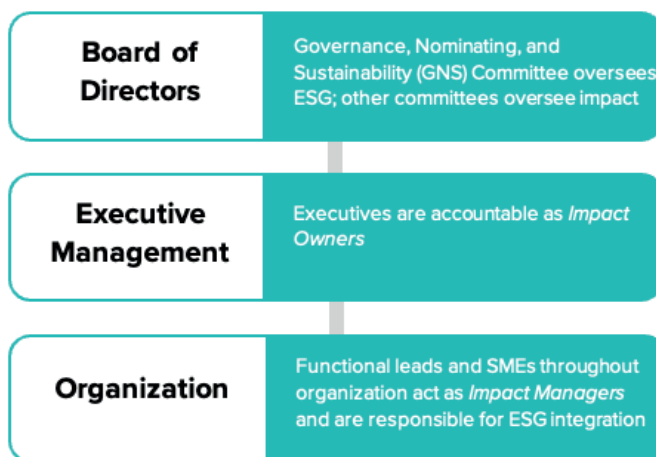 Board of
Directors
Governance, Nominating, and
Sustainability (GNS) Committee oversees
ESG; other committees oversee impact
Executive
Management
Executives are accountable as Impact
Owners
Organization
Functional leads and SMEs throughout
organization act as Impact Managers
and are responsible for ESG integration